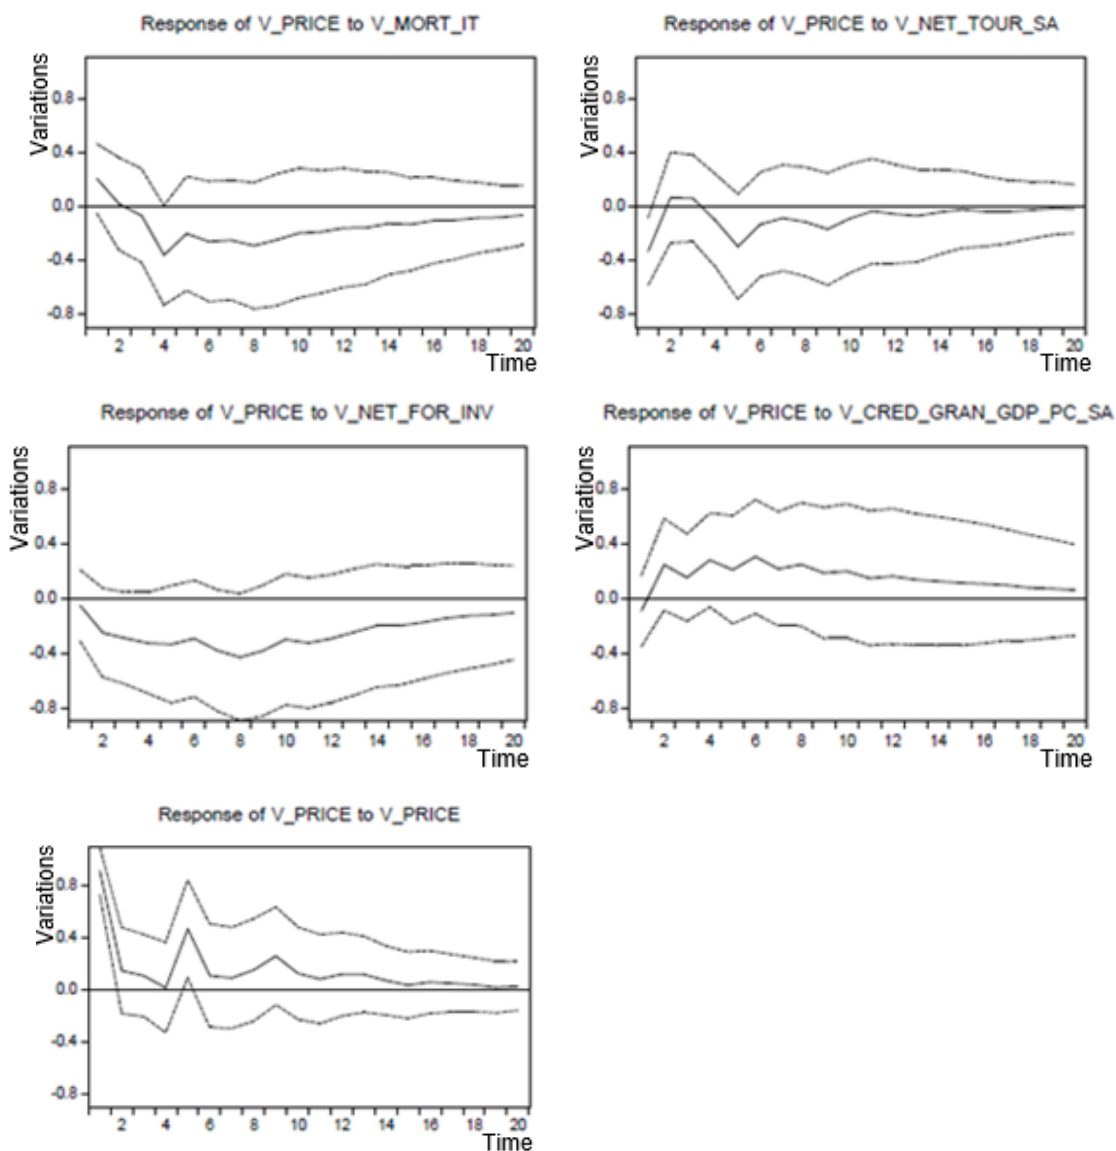 Response of V_PRICE to V_MORT_IT
Variations
0.8
0.4
0.0
-0.4
-0.8
2 4 6 8 10 12 14 16 18 20
Time
Response of V_PRICE to V_NET_TOUR_SA
Variations
0.8
0.4
0.0
-0.4
-0.8
2 4 6 8 10 12 14 16 18 20
Time
Response of V_PRICE to V_NET_FOR_INV
Variations
0.8
0.4
0.0
-0.4
-0.8
2 4 6 8 10 12 14 16 18 20
Time
Response of V_PRICE to V_CRED_GRAN_GDP_PC_SA
Variations
0.8
0.4
0.0
-0.4
-0.8
2 4 6 8 10 12 14 16 18 20
Time
Response of V_PRICE to V_PRICE
Variations
0.8
0.4
0.0
-0.4
-0.8
2 4 6 8 10 12 14 16 18 20
Time